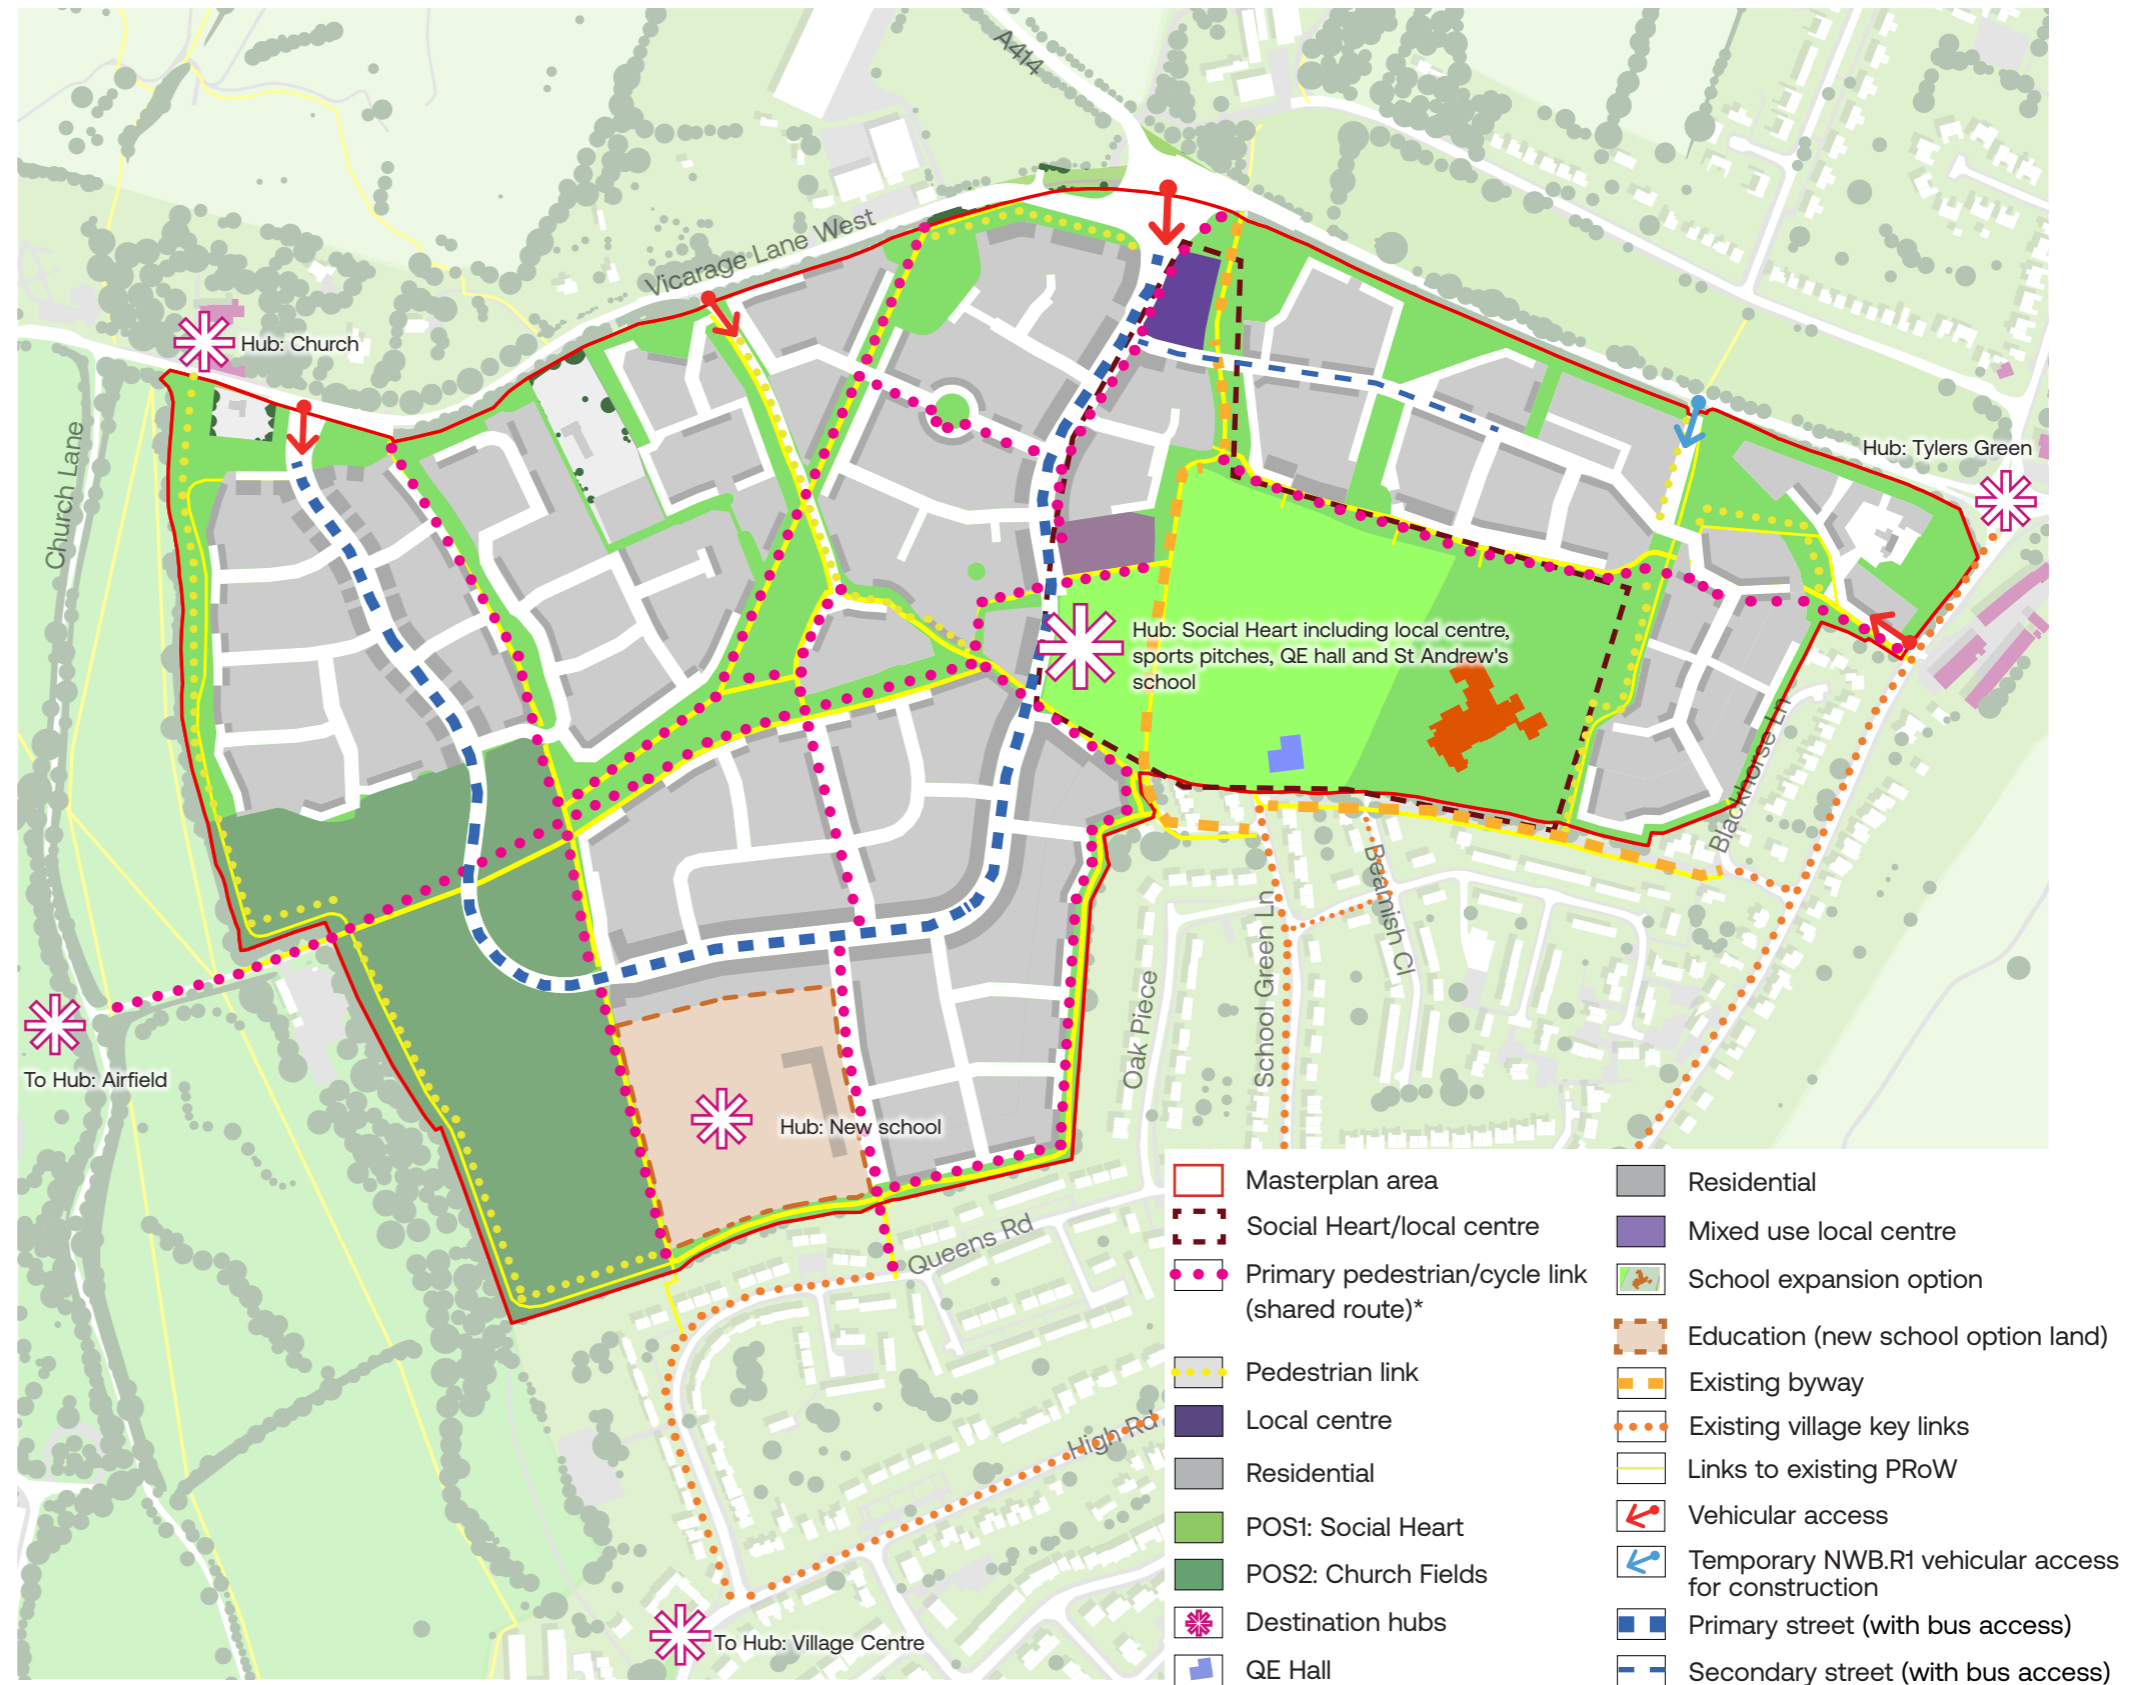 A414
Vicarage Lane West
Hub: Church
Church Lane
Hub: Tylers Green
Hub: Social Heart including local centre,
sports pitches, QE hall and St Andrew's
school
Blackhorse Ln
Beamish Cl
School Green Ln
Oak Piece
To Hub: Airfield
Hub: New school
Queens Rd
High Rd
To Hub: Village Centre
Masterplan area
Social Heart/local centre
Primary pedestrian/cycle link
(shared route)*
Pedestrian link
Local centre
Residential
POS1: Social Heart
POS2: Church Fields
Destination hubs
QE Hall
Residential
Mixed use local centre
School expansion option
Education (new school option land)
Existing byway
Existing village key links
Links to existing PRoW
Vehicular access
Temporary NWB.R1 vehicular access
for construction
Primary street (with bus access)
Secondary street (with bus access)